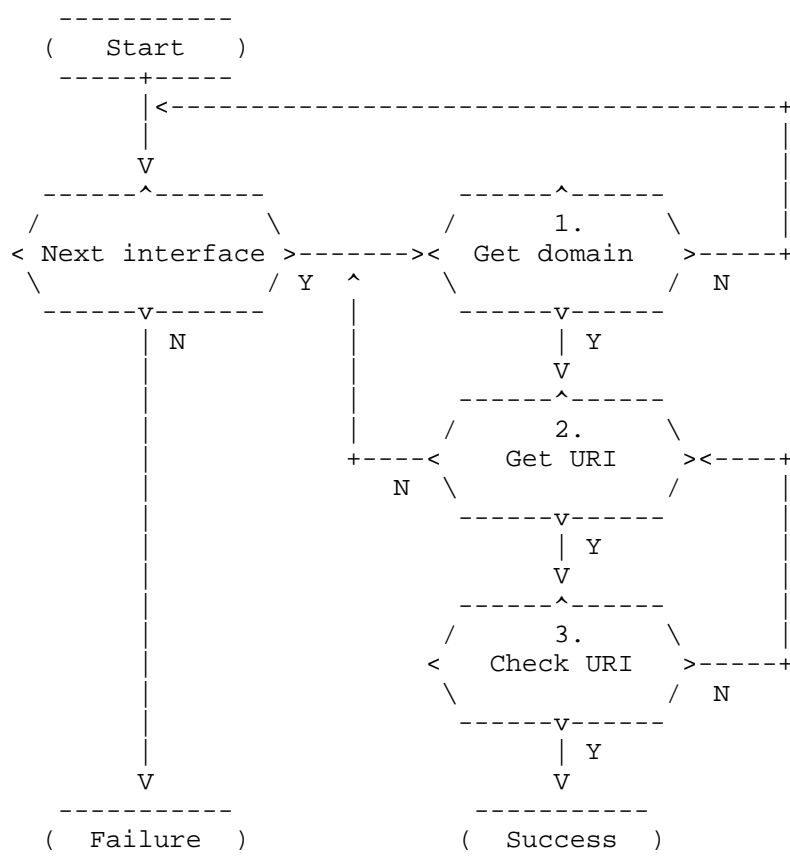 Start
Next interface
1.
Get domain
Y
N
N
Y
2.
Get URI
N
Y
3.
Check URI
N
Y
Failure
Success